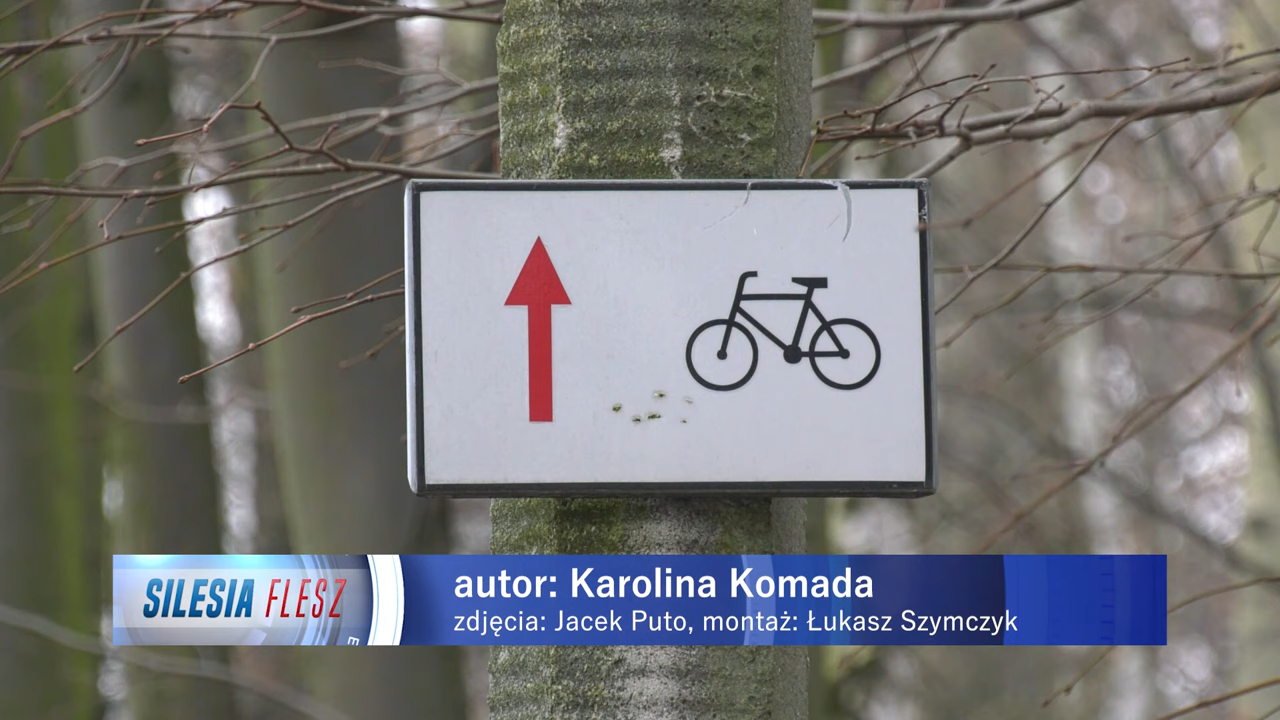 SILESIA FLESZ
autor: Karolina Komada
zdjęcia: Jacek Puto, montaż: Łukasz Szymczyk